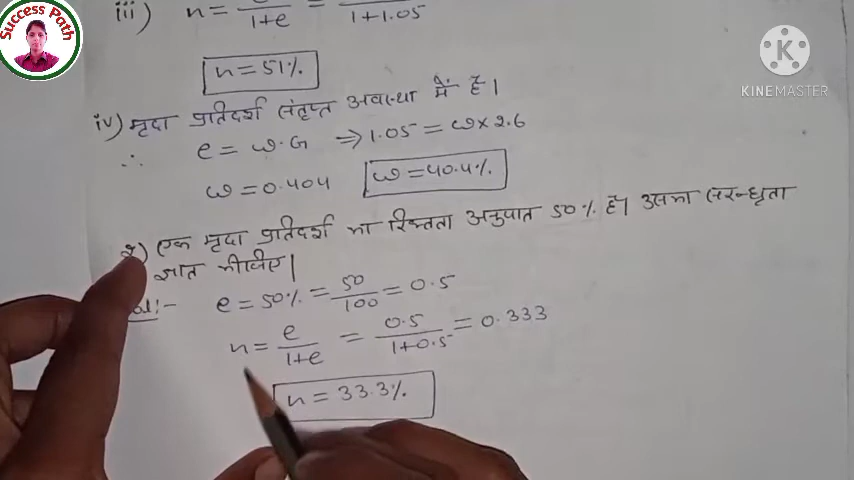 Success Path
KINEMASTER
iii) n = e/1+e = /1+1.05
n = 51%
iv) मृदा प्रतिदर्श संतृप्त अवस्था में है।
∴ e = ω.G ⇒ 1.05 = ω × 2.6
ω = 0.404 ω = 40.4%
2) एक मृदा प्रतिदर्श का रिक्तता अनुपात 50% है। उसका सरन्ध्रता
ज्ञात कीजिए।
Sol:-
e = 50% = 50/100 = 0.5
n = e/1+e = 0.5/1+0.5 = 0.333
n = 33.3%